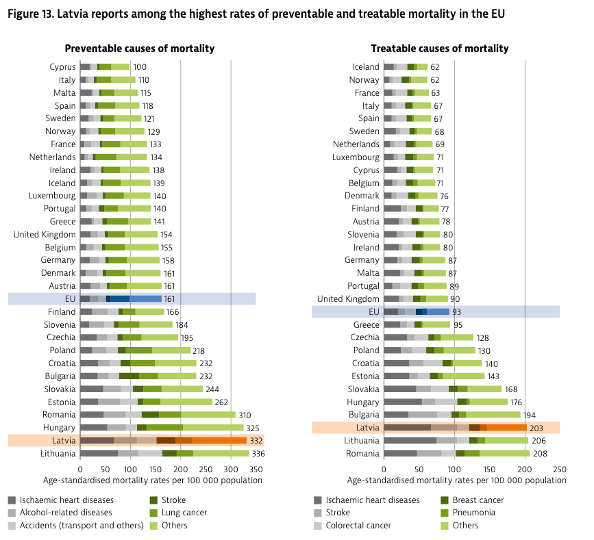 Figure 13. Latvia reports among the highest rates of preventable and treatable mortality in the EU
Preventable causes of mortality
Cyprus 100
Italy 110
Malta 115
Spain 118
Sweden 121
Norway 129
France 133
Netherlands 134
Ireland 138
Iceland 139
Luxembourg 140
Portugal 140
Greece 141
United Kingdom 154
Belgium 155
Germany 158
Denmark 161
Austria 161
EU 161
Finland 166
Slovenia 184
Czechia 195
Poland 218
Croatia 232
Bulgaria 232
Slovakia 244
Estonia 262
Romania 310
Hungary 325
Latvia 332
Lithuania 336
0 50 100 150 200 250 300 350
Age-standardised mortality rates per 100 000 population
Ischaemic heart diseases
Alcohol-related diseases
Accidents (transport and others)
Stroke
Lung cancer
Others
Treatable causes of mortality
Iceland 62
Norway 62
France 63
Italy 67
Spain 67
Sweden 68
Netherlands 69
Luxembourg 71
Cyprus 71
Belgium 71
Denmark 76
Finland 77
Austria 78
Slovenia 80
Ireland 80
Germany 87
Malta 87
Portugal 89
United Kingdom 90
EU 93
Greece 95
Czechia 128
Poland 130
Croatia 140
Estonia 143
Slovakia 168
Hungary 176
Bulgaria 194
Latvia 203
Lithuania 206
Romania 208
0 50 100 150 200 250
Age-standardised mortality rates per 100 000 population
Ischaemic heart diseases
Stroke
Colorectal cancer
Breast cancer
Pneumonia
Others